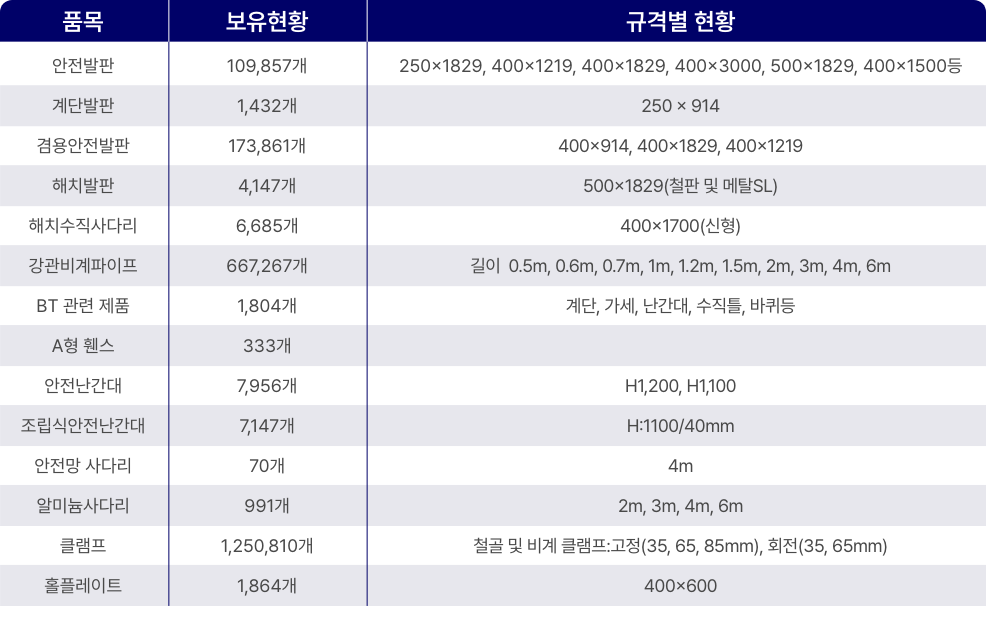 품목 보유현황 규격별 현황
안전발판 109,857개 250×1829, 400×1219, 400×1829, 400×3000, 500×1829, 400×1500등
계단발판 1,432개 250 × 914
겸용안전발판 173,861개 400×914, 400×1829, 400×1219
해치발판 4,147개 500×1829(철판 및 메탈SL)
해치수직사다리 6,685개 400×1700(신형)
강관비계파이프 667,267개 길이 0.5m, 0.6m, 0.7m, 1m, 1.2m, 1.5m, 2m, 3m, 4m, 6m
BT 관련 제품 1,804개 계단, 가세, 난간대, 수직틀, 바퀴등
A형 휀스 333개
안전난간대 7,956개 H1,200, H1,100
조립식안전난간대 7,147개 H:1100/40mm
안전망 사다리 70개 4m
알미늄사다리 991개 2m, 3m, 4m, 6m
클램프 1,250,810개 철골 및 비계 클램프:고정(35, 65, 85mm), 회전(35, 65mm)
홀플레이트 1,864개 400×600